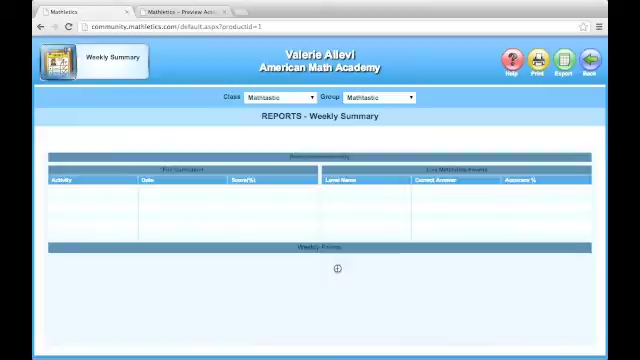 Mathletics
Mathletics – Preview Activ
community.mathletics.com/default.aspx?productid=1
Weekly Summary
Valerie Allevi
American Math Academy
Help
Print
Export
Back
Class
Mathtastic
Group
Mathtastic
REPORTS - Weekly Summary
Activity
Date
Score(%)
Level Name
Current Answer
Accuracy %
Weekly Points